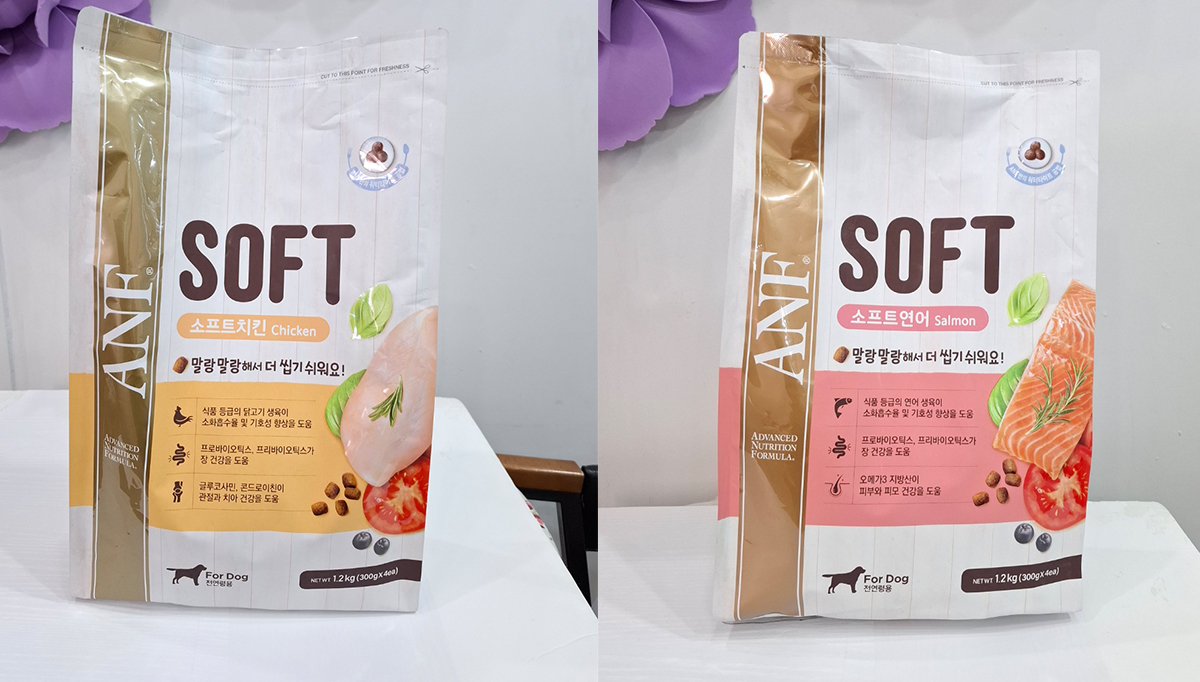 CUT TO THIS POINT FOR FRESHNESS
ANF®
SOFT
소프트치킨 Chicken
말랑말랑해서 더 씹기 쉬워요!
식품 등급의 닭고기 생육이
소화흡수율 및 기호성 향상을 도움
프로바이오틱스, 프리바이오틱스가
장 건강을 도움
글루코사민, 콘드로이친이
관절과 치아 건강을 도움
ADVANCED
NUTRITION
FORMULA.
For Dog
전연령용
NET WT 1.2 kg (300g X 4ea)
CUT TO THIS POINT FOR FRESHNESS
ANF®
SOFT
소프트연어 Salmon
말랑말랑해서 더 씹기 쉬워요!
식품 등급의 연어 생육이
소화흡수율 및 기호성 향상을 도움
프로바이오틱스, 프리바이오틱스가
장 건강을 도움
오메가3 지방산이
피부와 피모 건강을 도움
ADVANCED
NUTRITION
FORMULA.
For Dog
전연령용
NET WT 1.2 kg (300g X 4ea)